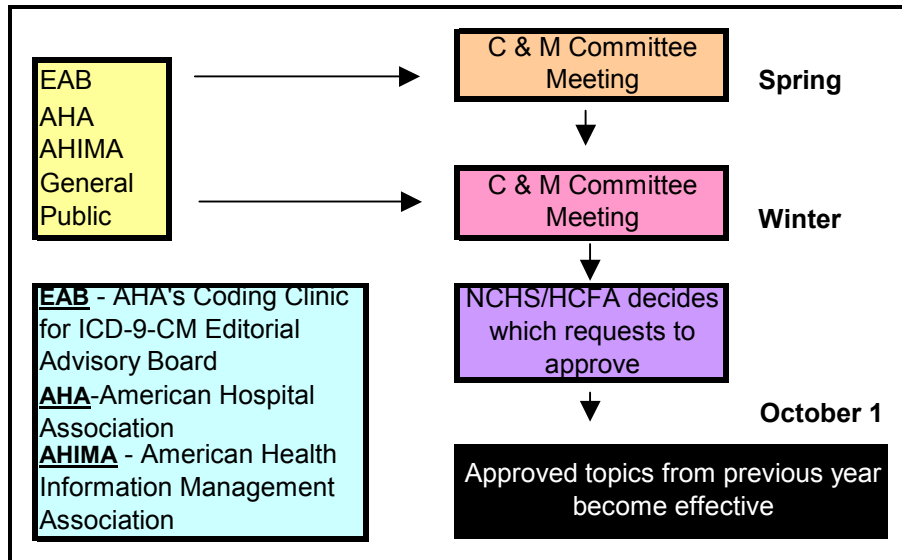 EAB
AHA
AHIMA
General
Public
C & M Committee
Meeting
Spring
C & M Committee
Meeting
Winter
NCHS/HCFA decides
which requests to
approve
October 1
Approved topics from previous year
become effective
EAB - AHA's Coding Clinic
for ICD-9-CM Editorial
Advisory Board
AHA-American Hospital
Association
AHIMA - American Health
Information Management
Association